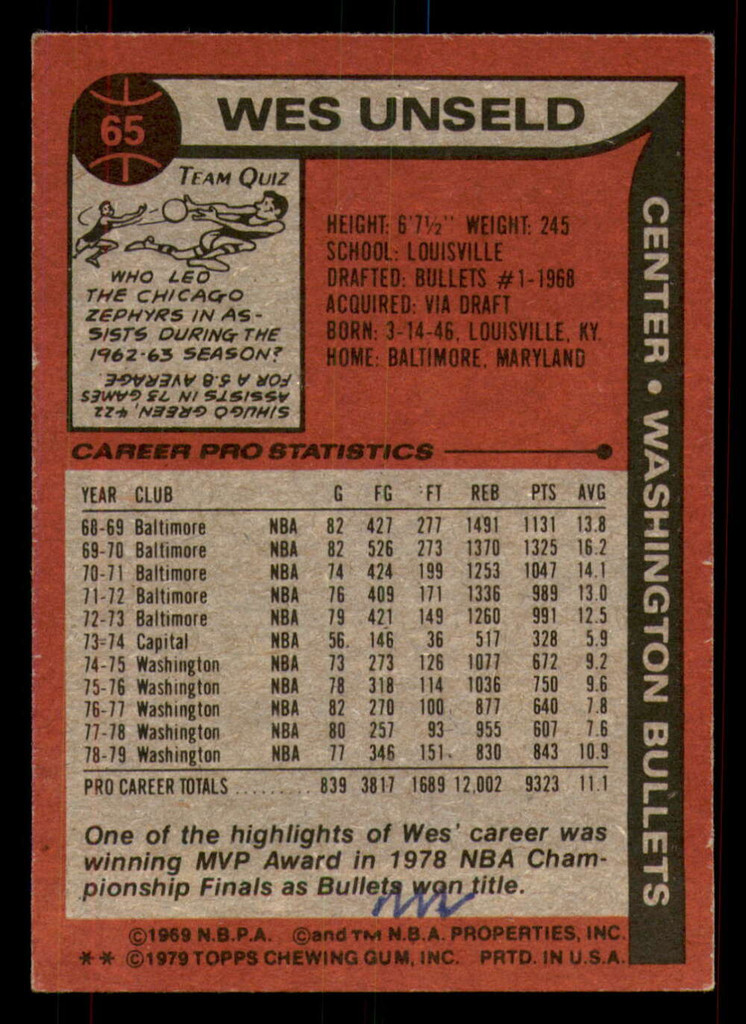 65
WES UNSELD
TEAM QUIZ
WHO LED
THE CHICAGO
ZEPHYRS IN AS-
SISTS DURING THE
1962-63 SEASON?
SIHUGO GREEN, 422
ASSISTS IN 73 GAMES
FOR A 5.8 AVERAGE
HEIGHT: 6'7½" WEIGHT: 245
SCHOOL: LOUISVILLE
DRAFTED: BULLETS #1-1968
ACQUIRED: VIA DRAFT
BORN: 3-14-46, LOUISVILLE, KY.
HOME: BALTIMORE, MARYLAND
CENTER • WASHINGTON BULLETS
CAREER PRO STATISTICS
YEAR CLUB G FG FT REB PTS AVG
68-69 Baltimore NBA 82 427 277 1491 1131 13.8
69-70 Baltimore NBA 82 526 273 1370 1325 16.2
70-71 Baltimore NBA 74 424 199 1253 1047 14.1
71-72 Baltimore NBA 76 409 171 1336 989 13.0
72-73 Baltimore NBA 79 421 149 1260 991 12.5
73-74 Capital NBA 56 146 36 517 328 5.9
74-75 Washington NBA 73 273 126 1077 672 9.2
75-76 Washington NBA 78 318 114 1036 750 9.6
76-77 Washington NBA 82 270 100 877 640 7.8
77-78 Washington NBA 80 257 93 955 607 7.6
78-79 Washington NBA 77 346 151 830 843 10.9
PRO CAREER TOTALS .......... 839 3817 1689 12,002 9323 11.1
One of the highlights of Wes' career was
winning MVP Award in 1978 NBA Cham-
pionship Finals as Bullets won title.
©1969 N.B.P.A. ©and TM N.B.A. PROPERTIES, INC.
** ©1979 TOPPS CHEWING GUM, INC. PRTD. IN U.S.A.